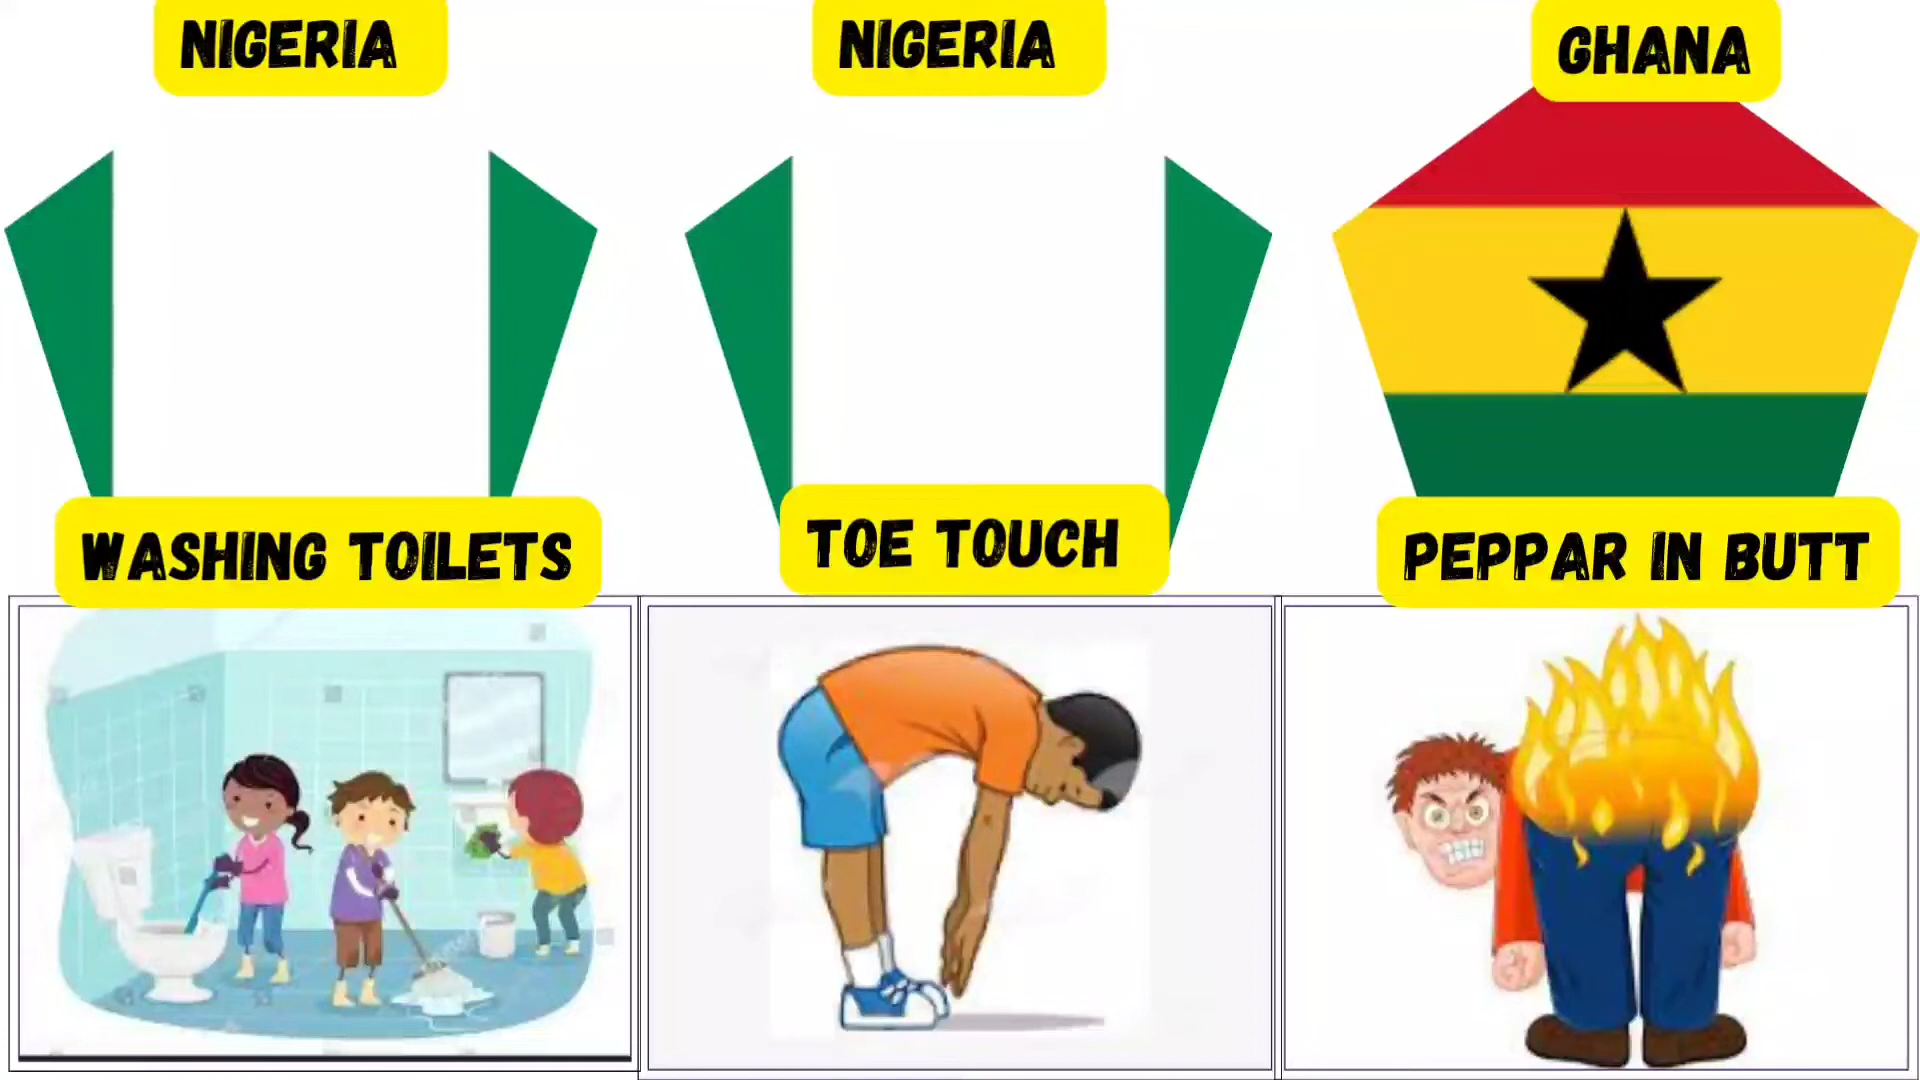 NIGERIA
NIGERIA
GHANA
WASHING TOILETS
TOE TOUCH
PEPPAR IN BUTT